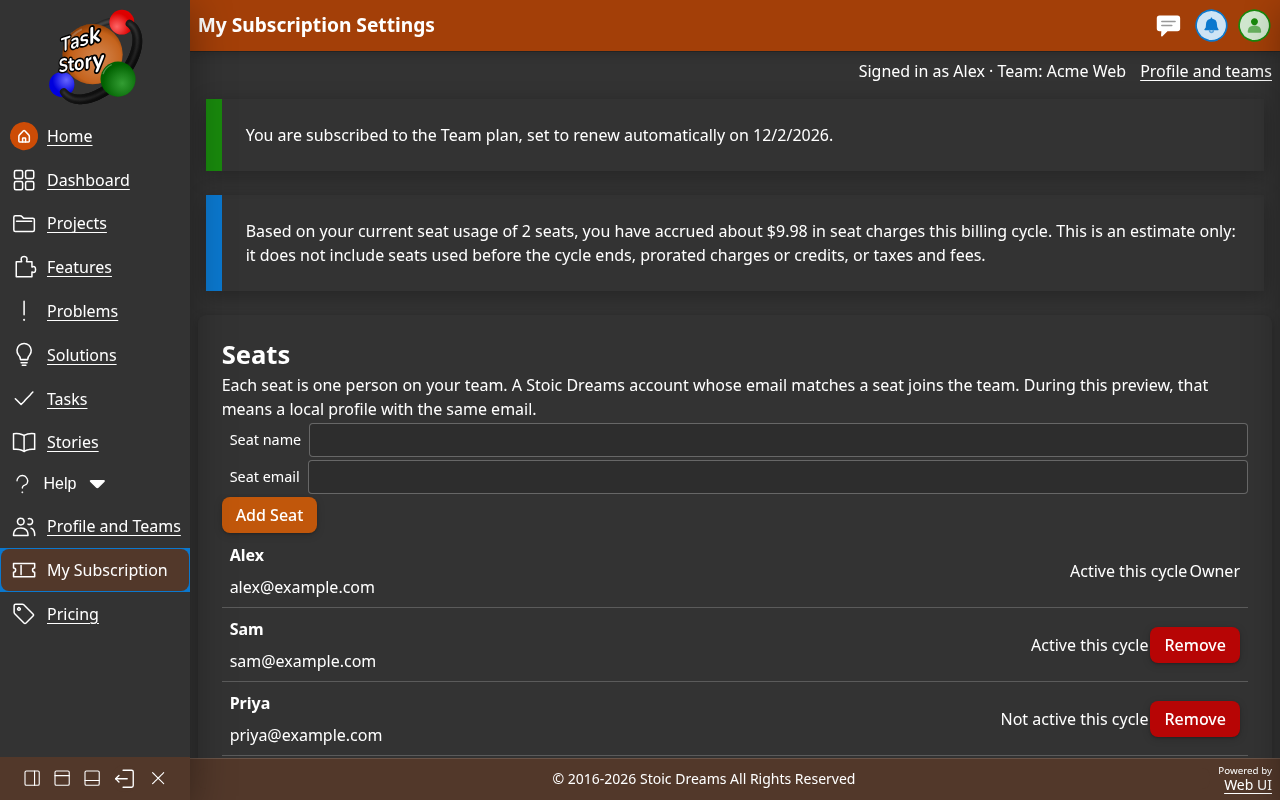 Task
Story
My Subscription Settings
Signed in as Alex · Team: Acme Web Profile and teams
Home
Dashboard
Projects
Features
Problems
Solutions
Tasks
Stories
Help
Profile and Teams
My Subscription
Pricing
You are subscribed to the Team plan, set to renew automatically on 12/2/2026.
Based on your current seat usage of 2 seats, you have accrued about $9.98 in seat charges this billing cycle. This is an estimate only:
it does not include seats used before the cycle ends, prorated charges or credits, or taxes and fees.
Seats
Each seat is one person on your team. A Stoic Dreams account whose email matches a seat joins the team. During this preview, that
means a local profile with the same email.
Seat name
Seat email
Add Seat
Alex
alex@example.com
Active this cycle Owner
Sam
sam@example.com
Active this cycle Remove
Priya
priya@example.com
Not active this cycle Remove
© 2016-2026 Stoic Dreams All Rights Reserved
Powered by
Web UI